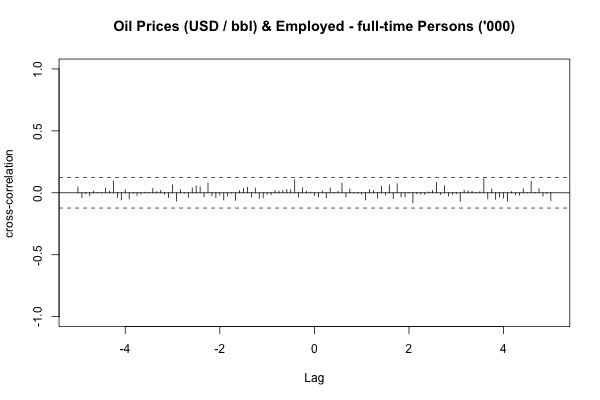 Oil Prices (USD / bbl) & Employed - full-time Persons ('000)
cross-correlation
1.0
0.5
0.0
-0.5
-1.0
-4 -2 0 2 4
Lag